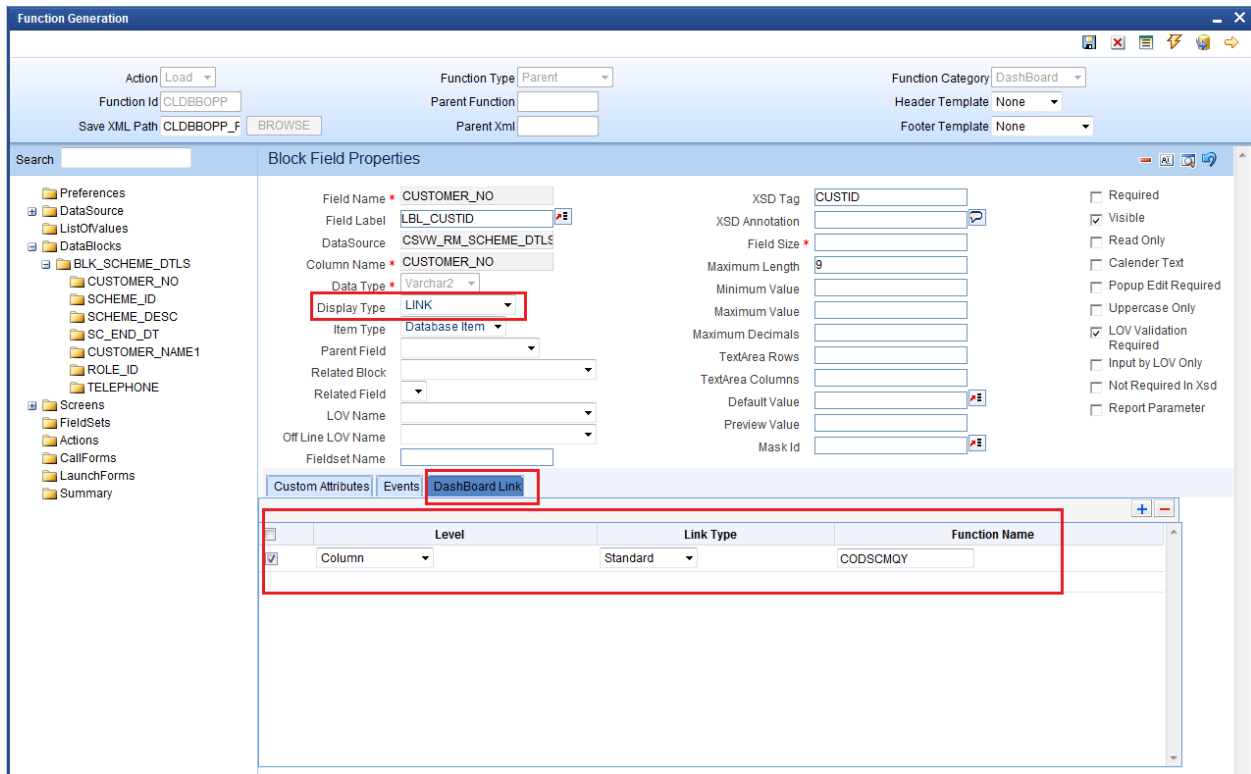 Function Generation
Action Load Function Type Parent Function Category DashBoard
Function Id CLDBBOPP Parent Function Header Template None
Save XML Path CLDBBOPP_F BROWSE Parent Xml Footer Template None
Search
Block Field Properties
Preferences
DataSource
ListOfValues
DataBlocks
BLK_SCHEME_DTLS
CUSTOMER_NO
SCHEME_ID
SCHEME_DESC
SC_END_DT
CUSTOMER_NAME1
ROLE_ID
TELEPHONE
Screens
FieldSets
Actions
CallForms
LaunchForms
Summary
Field Name * CUSTOMER_NO
Field Label LBL_CUSTID
DataSource CSVW_RM_SCHEME_DTLS
Column Name * CUSTOMER_NO
Data Type * Varchar2
Display Type LINK
Item Type Database Item
Parent Field
Related Block
Related Field
LOV Name
Off Line LOV Name
Fieldset Name
XSD Tag CUSTID
XSD Annotation
Field Size *
Maximum Length 9
Minimum Value
Maximum Value
Maximum Decimals
TextArea Rows
TextArea Columns
Default Value
Preview Value
Mask Id
Required
Visible
Read Only
Calender Text
Popup Edit Required
Uppercase Only
LOV Validation
Required
Input by LOV Only
Not Required In Xsd
Report Parameter
Custom Attributes Events DashBoard Link
Level Link Type Function Name
Column Standard CODSCMQY